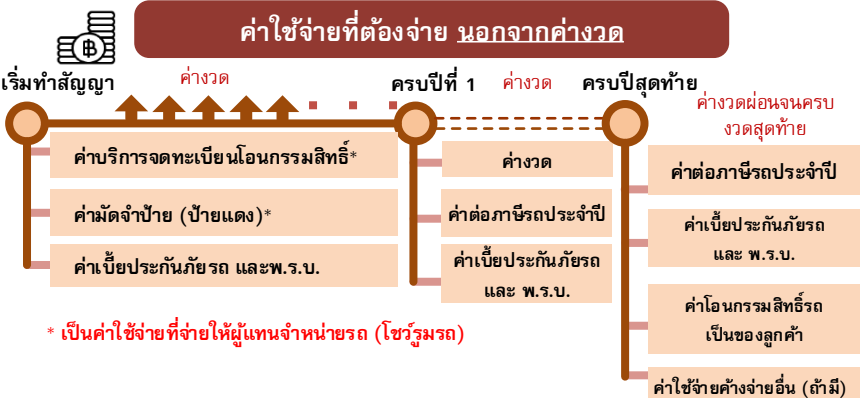 ค่าใช้จ่ายที่ต้องจ่าย นอกจากค่างวด
เริ่มทำสัญญา
ค่างวด
ครบปีที่ 1
ค่างวด
ครบปีสุดท้าย
ค่างวดผ่อนจนครบ
งวดสุดท้าย
ค่าบริการจดทะเบียนโอนกรรมสิทธิ์*
ค่ามัดจำป้าย (ป้ายแดง)*
ค่าเบี้ยประกันภัยรถ และพ.ร.บ.
ค่างวด
ค่าต่อภาษีรถประจำปี
ค่าเบี้ยประกันภัยรถ
และ พ.ร.บ.
ค่าต่อภาษีรถประจำปี
ค่าเบี้ยประกันภัยรถ
และ พ.ร.บ.
ค่าโอนกรรมสิทธิ์รถ
เป็นของลูกค้า
ค่าใช้จ่ายค้างจ่ายอื่น (ถ้ามี)
* เป็นค่าใช้จ่ายที่จ่ายให้ผู้แทนจำหน่ายรถ (โชว์รูมรถ)